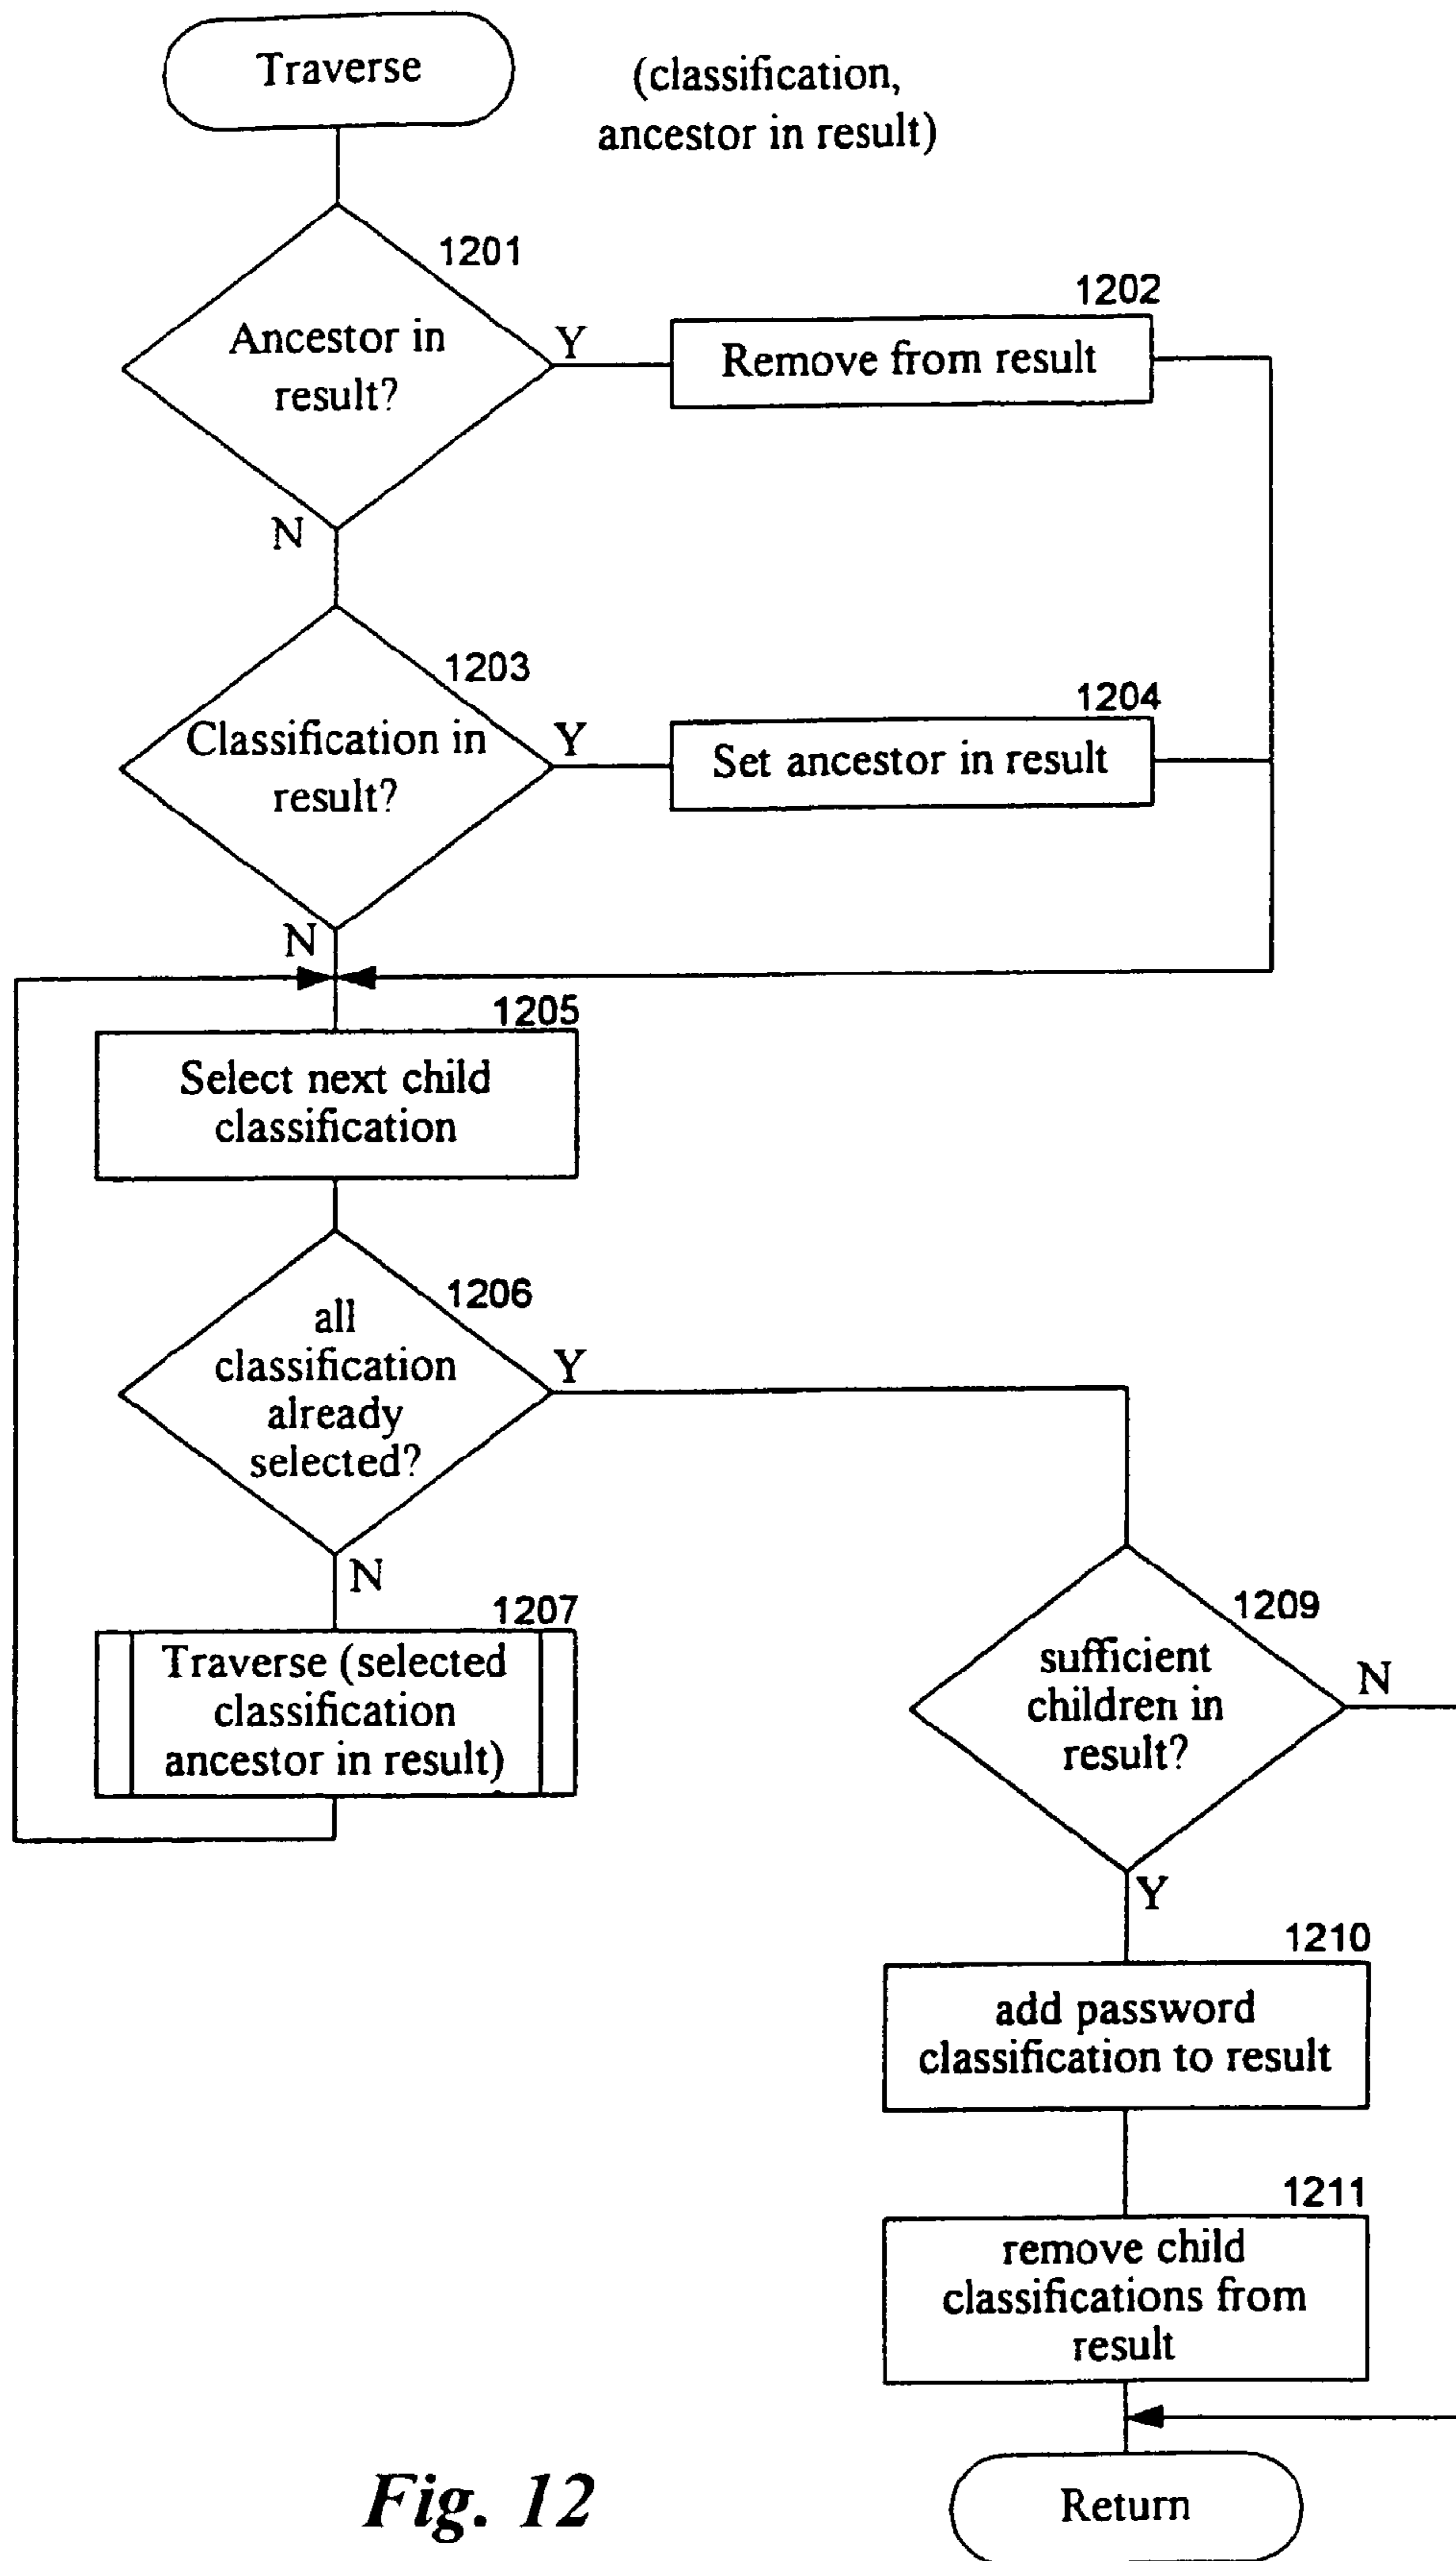 Traverse
(classification,
ancestor in result)
1201
Ancestor in
result?
Y
1202
Remove from result
N
1203
Classification in
result?
Y
1204
Set ancestor in result
N
1205
Select next child
classification
1206
all
classification
already
selected?
Y
N
1207
Traverse (selected
classification
ancestor in result)
1209
sufficient
children in
result?
N
Y
1210
add password
classification to result
1211
remove child
classifications from
result
Return
Fig. 12